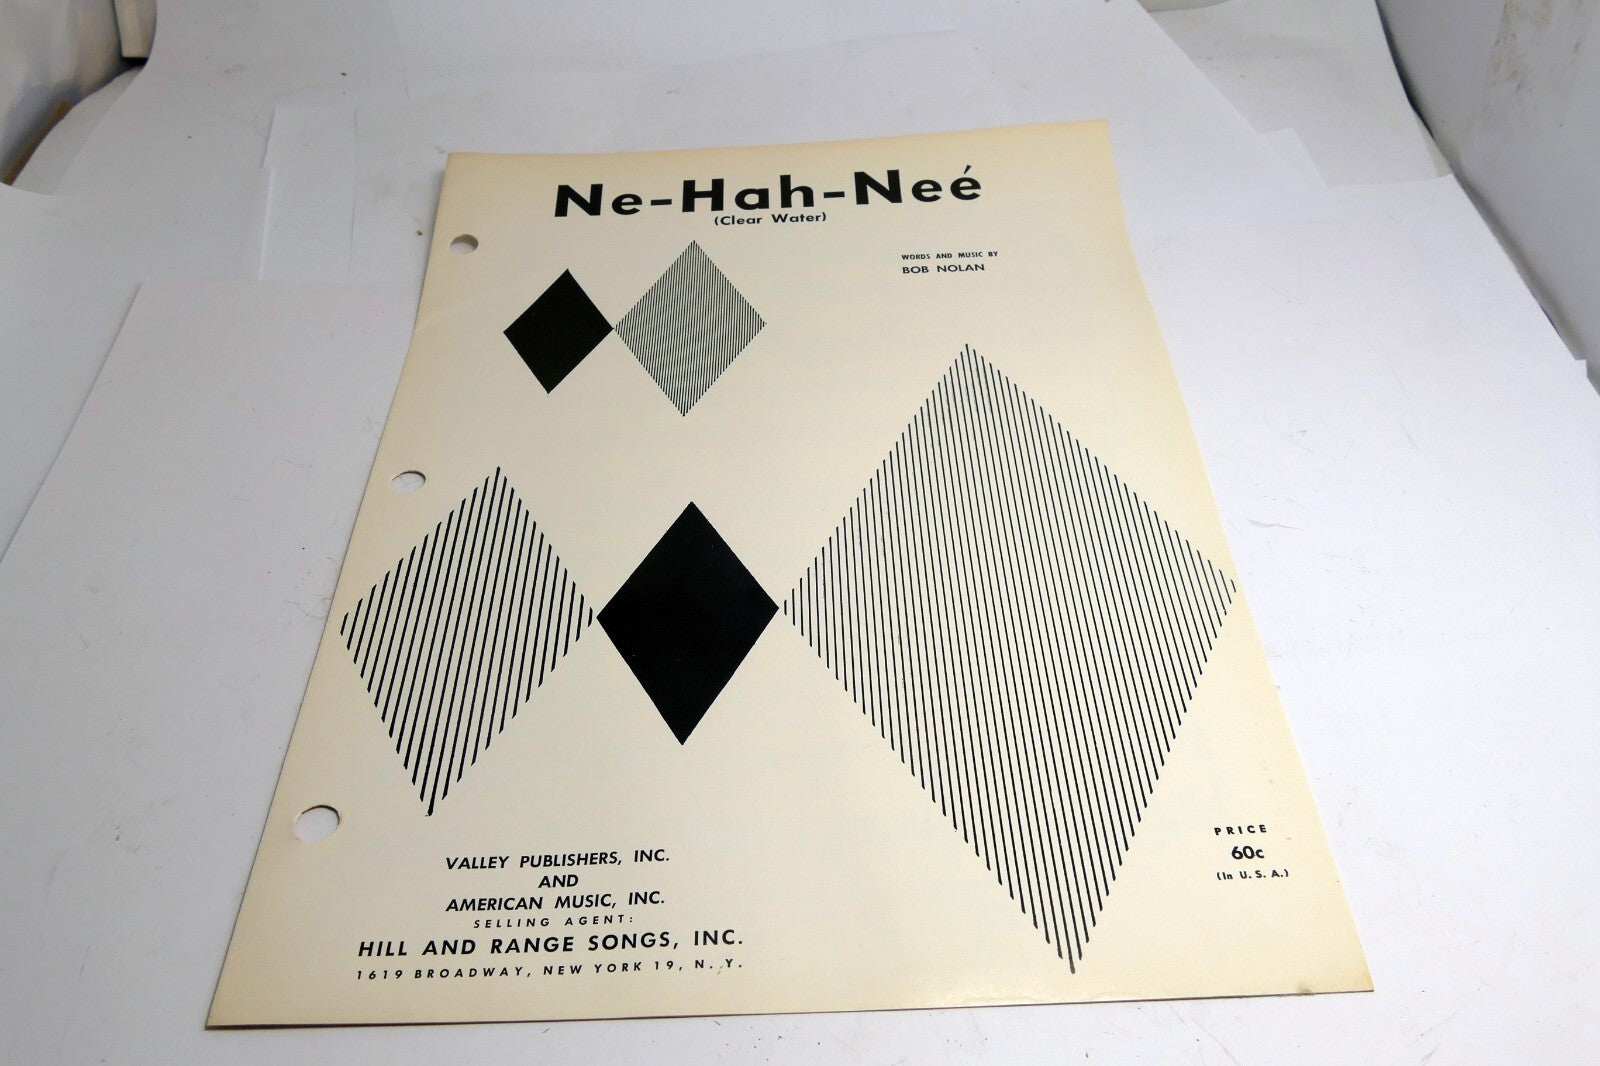 Ne-Hah-Neé
(Clear Water)
WORDS AND MUSIC BY
BOB NOLAN
VALLEY PUBLISHERS, INC.
AND
AMERICAN MUSIC, INC.
SELLING AGENT:
HILL AND RANGE SONGS, INC.
1619 BROADWAY, NEW YORK 19, N. Y.
PRICE
60c
(In U. S. A.)